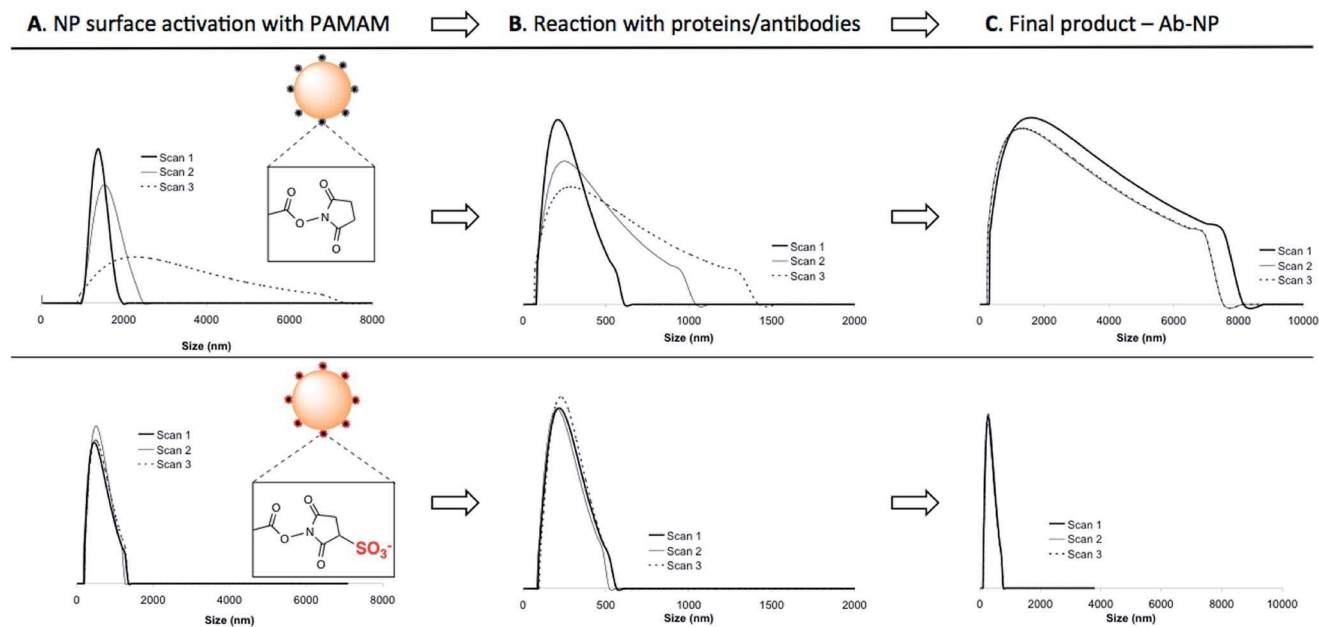 A. NP surface activation with PAMAM
B. Reaction with proteins/antibodies
C. Final product – Ab-NP
Scan 1
Scan 2
Scan 3
O
O
N
O
O
0 2000 4000 6000 8000
Size (nm)
Scan 1
Scan 2
Scan 3
0 500 1000 1500 2000
Size (nm)
Scan 1
Scan 2
Scan 3
0 2000 4000 6000 8000 10000
Size (nm)
Scan 1
Scan 2
Scan 3
O
O
N
O
O
SO3-
0 2000 4000 6000 8000
Size (nm)
Scan 1
Scan 2
Scan 3
0 500 1000 1500 2000
Size (nm)
Scan 1
Scan 2
Scan 3
0 2000 4000 6000 8000 10000
Size (nm)